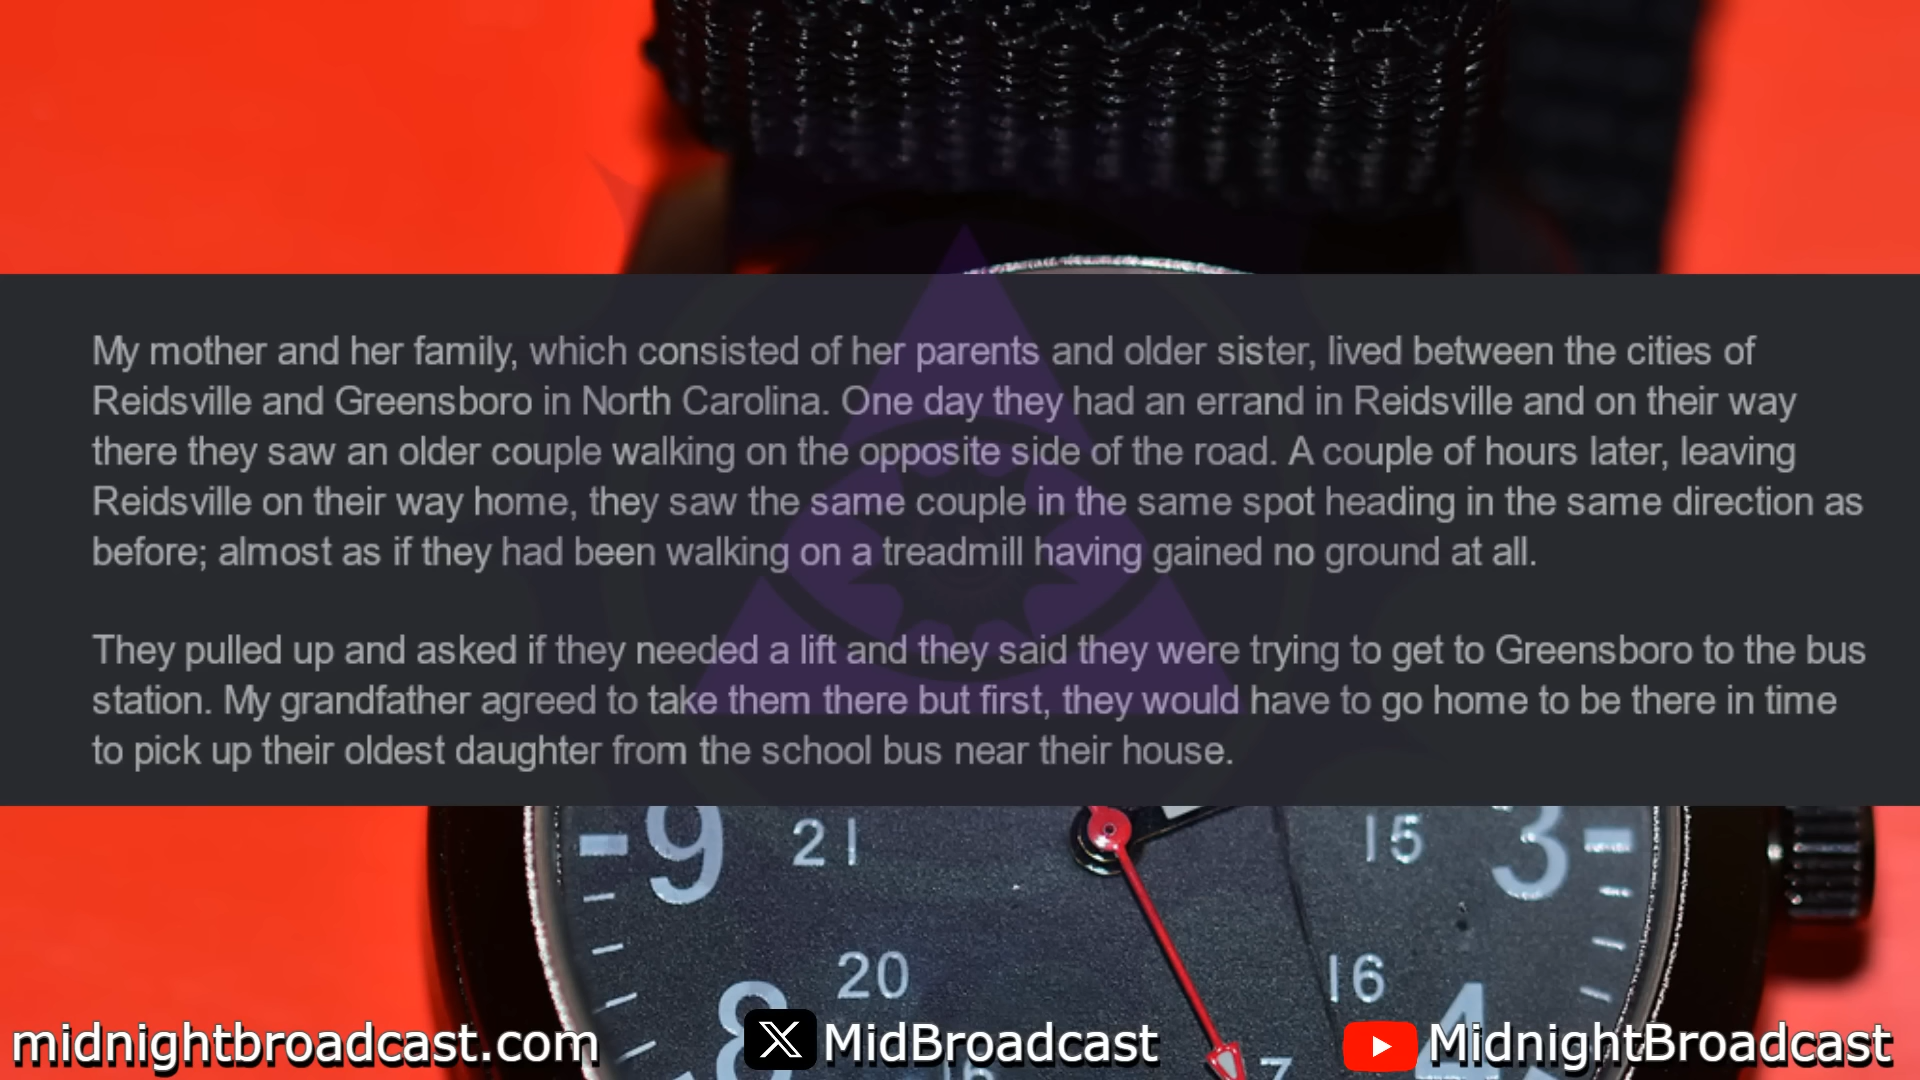 My mother and her family, which consisted of her parents and older sister, lived between the cities of
Reidsville and Greensboro in North Carolina. One day they had an errand in Reidsville and on their way
there they saw an older couple walking on the opposite side of the road. A couple of hours later, leaving
Reidsville on their way home, they saw the same couple in the same spot heading in the same direction as
before; almost as if they had been walking on a treadmill having gained no ground at all.
They pulled up and asked if they needed a lift and they said they were trying to get to Greensboro to the bus
station. My grandfather agreed to take them there but first, they would have to go home to be there in time
to pick up their oldest daughter from the school bus near their house.
9 21 15 3
8 20 16 4
midnightbroadcast.com MidBroadcast MidnightBroadcast